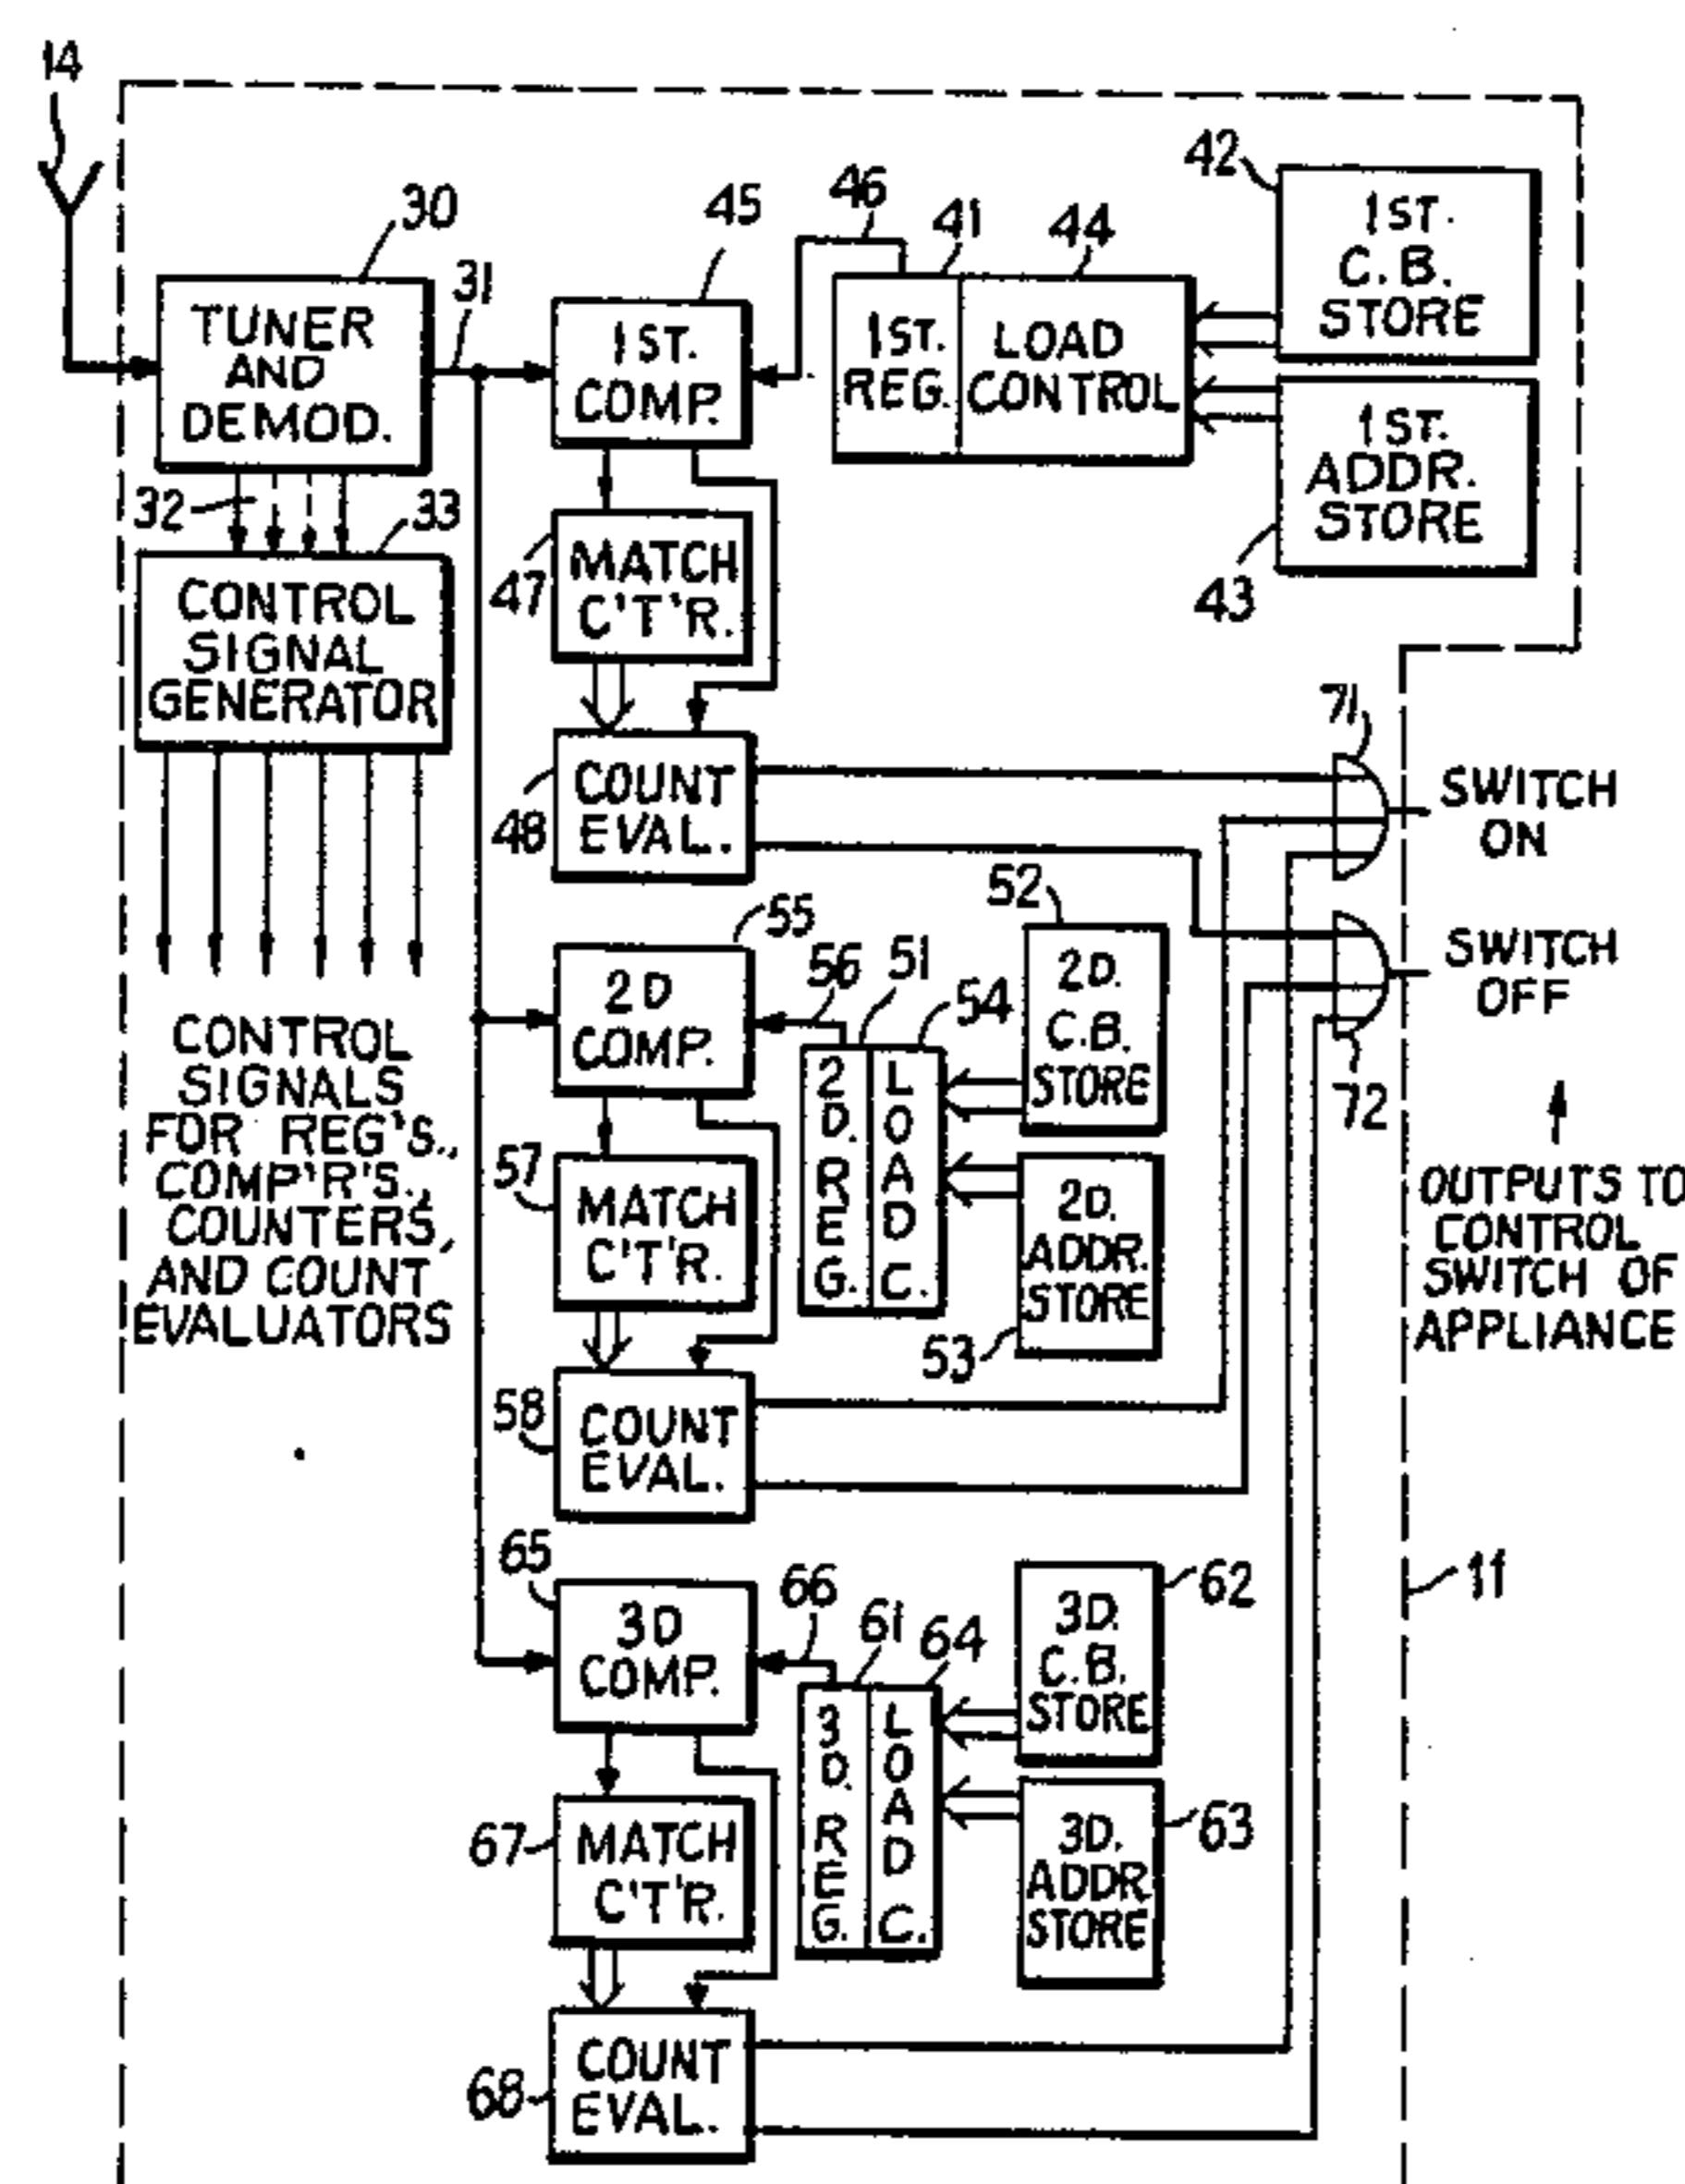 14
30
TUNER
AND
DEMOD.
31
32
33
CONTROL
SIGNAL
GENERATOR
CONTROL
SIGNALS
FOR REG's.,
COMP'R'S.,
COUNTERS,
AND COUNT
EVALUATORS
45
1ST.
COMP.
46
41
1ST.
REG.
44
LOAD
CONTROL
42
1ST.
C.B.
STORE
1ST.
ADDR.
STORE
43
47
MATCH
C'T'R.
48
COUNT
EVAL.
71
SWITCH
ON
SWITCH
OFF
72
OUTPUTS TO
CONTROL
SWITCH OF
APPLIANCE
55
2D
COMP.
56
51
2D. REG.
54
LOAD C.
52
2D.
C.B.
STORE
2D.
ADDR.
STORE
53
57
MATCH
C'T'R.
58
COUNT
EVAL.
65
3D
COMP.
66
61
3D. REG.
64
LOAD C.
62
3D.
C.B.
STORE
63
3D.
ADDR.
STORE
11
67
MATCH
C'T'R.
68
COUNT
EVAL.